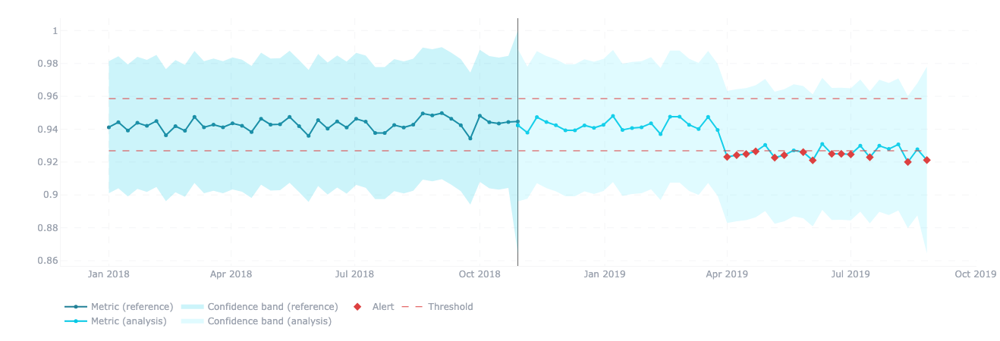 1
0.98
0.96
0.94
0.92
0.9
0.88
0.86
Jan 2018 Apr 2018 Jul 2018 Oct 2018 Jan 2019 Apr 2019 Jul 2019 Oct 2019
Metric (reference) Confidence band (reference) Alert Threshold
Metric (analysis) Confidence band (analysis)